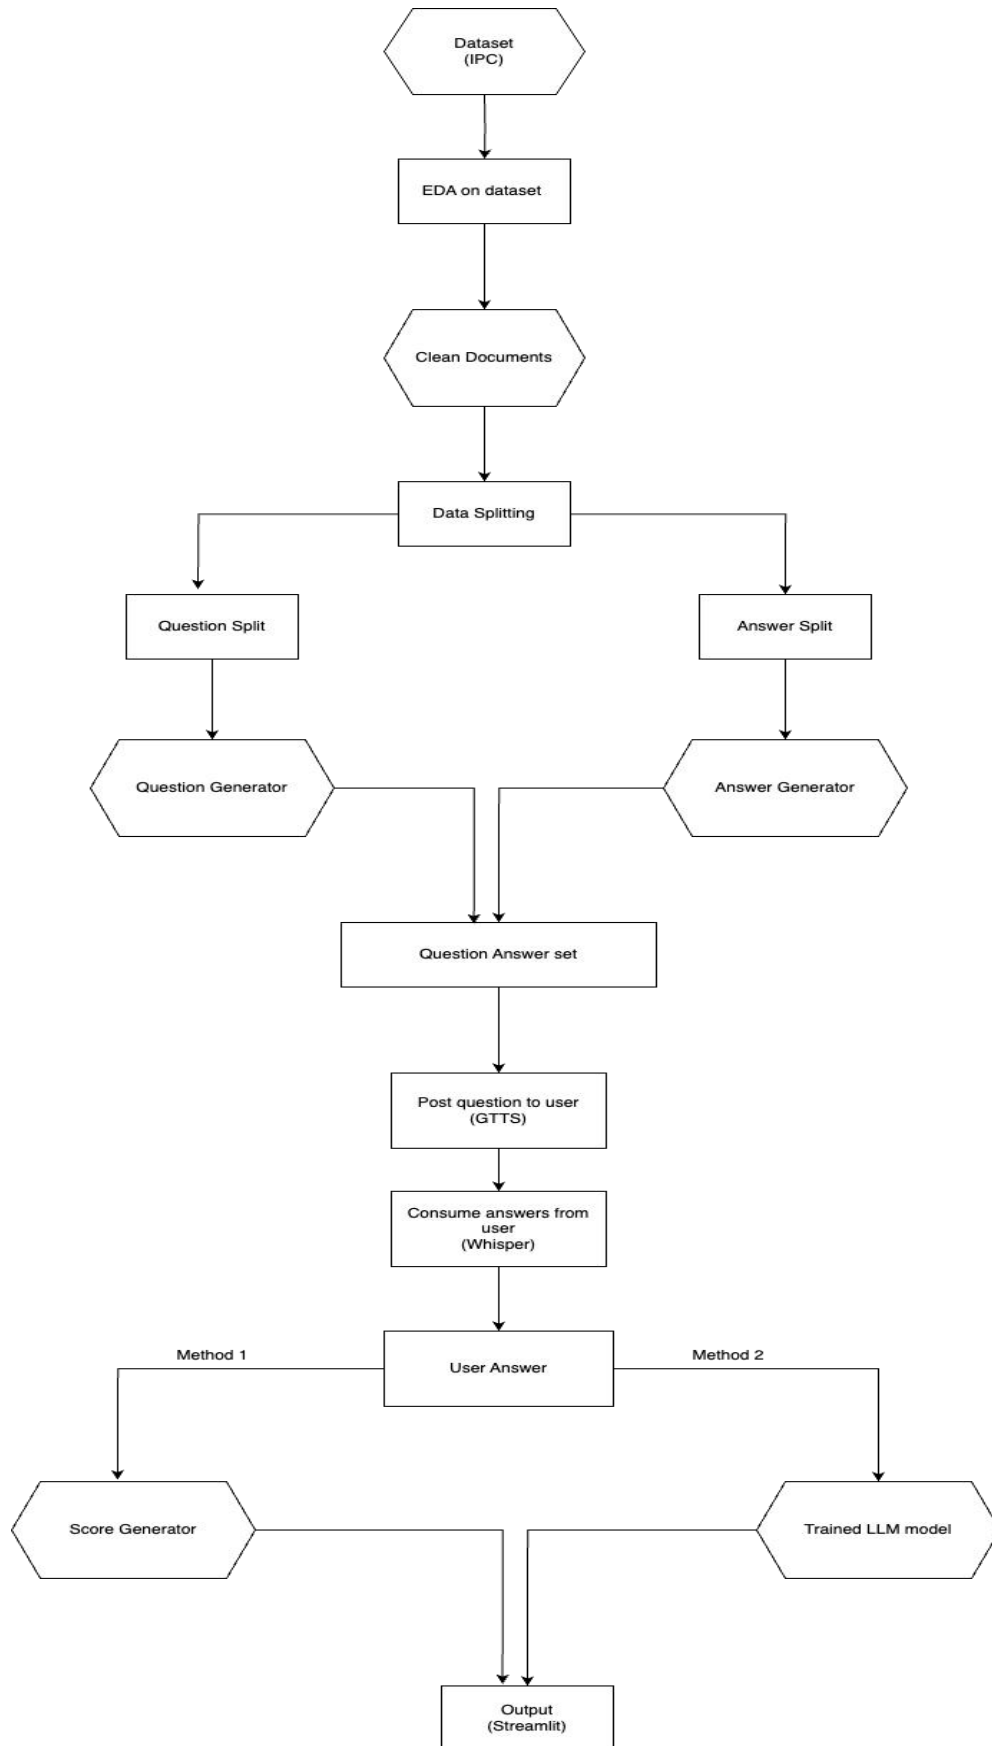 Dataset
(IPC)
EDA on dataset
Clean Documents
Data Splitting
Question Split
Answer Split
Question Generator
Answer Generator
Question Answer set
Post question to user
(GTTS)
Consume answers from
user
(Whisper)
Method 1
User Answer
Method 2
Score Generator
Trained LLM model
Output
(Streamlit)